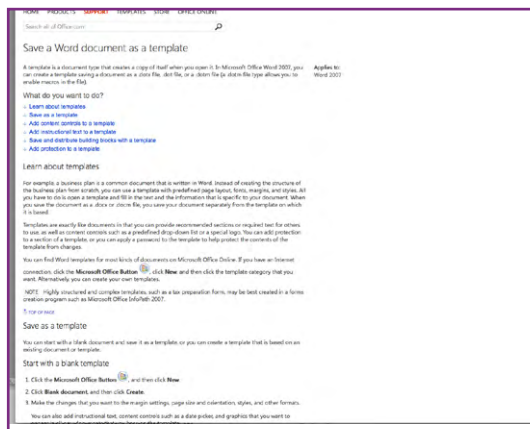 HOME PRODUCTS SUPPORT TEMPLATES STORE OFFICE ONLINE
Search all of Office.com
Save a Word document as a template
A template is a document type that creates a copy of itself when you open it. In Microsoft Office Word 2007, you
can create a template saving a document as a .dotx file, .dot file, or a .dotm file (a .dotm file type allows you to
enable macros in the file).
Applies to:
Word 2007
What do you want to do?
Learn about templates
Save as a template
Add content controls to a template
Add instructional text to a template
Save and distribute building blocks with a template
Add protection to a template
Learn about templates
For example, a business plan is a common document that is written in Word. Instead of creating the structure of
the business plan from scratch, you can use a template with predefined page layout, fonts, margins, and styles. All
you have to do is open a template and fill in the text and the information that is specific to your document. When
you save the document as a .docx or .docm file, you save your document separately from the template on which
it is based.
Templates are exactly like documents in that you can provide recommended sections or required text for others
to use, as well as content controls such as a predefined drop-down list or a special logo. You can add protection
to a section of a template, or you can apply a password to the template to help protect the contents of the
template from changes.
You can find Word templates for most kinds of documents on Microsoft Office Online. If you have an Internet
connection, click the Microsoft Office Button , click New and then click the template category that you
want. Alternatively, you can create your own templates.
NOTE Highly structured and complex templates, such as a tax preparation form, may be best created in a forms
creation program such as Microsoft Office InfoPath 2007.
TOP OF PAGE
Save as a template
You can start with a blank document and save it as a template, or you can create a template that is based on an
existing document or template.
Start with a blank template
1. Click the Microsoft Office Button , and then click New.
2. Click Blank document, and then click Create.
3. Make the changes that you want to the margin settings, page size and orientation, styles, and other formats.
You can also add instructional text, content controls such as a date picker, and graphics that you want to